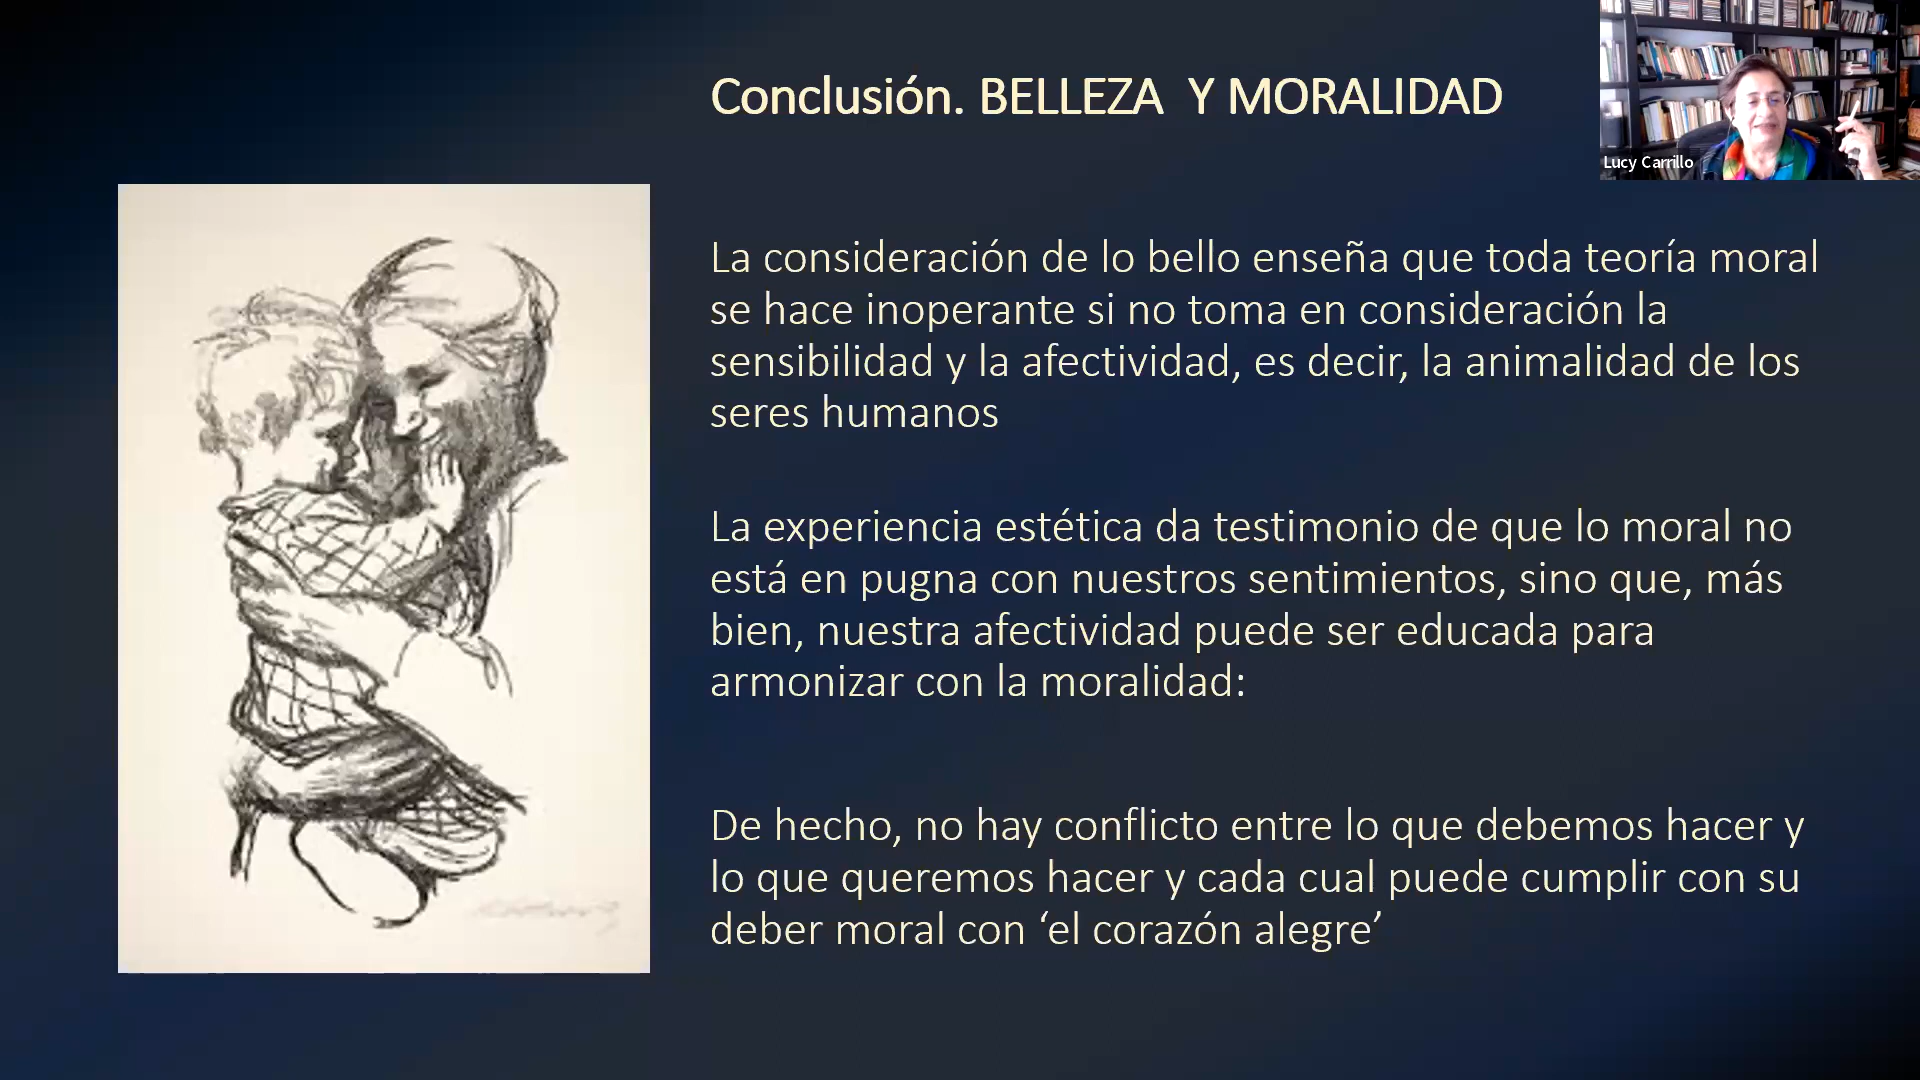 Conclusión. BELLEZA Y MORALIDAD
Lucy Carrillo
La consideración de lo bello enseña que toda teoría moral
se hace inoperante si no toma en consideración la
sensibilidad y la afectividad, es decir, la animalidad de los
seres humanos
La experiencia estética da testimonio de que lo moral no
está en pugna con nuestros sentimientos, sino que, más
bien, nuestra afectividad puede ser educada para
armonizar con la moralidad:
De hecho, no hay conflicto entre lo que debemos hacer y
lo que queremos hacer y cada cual puede cumplir con su
deber moral con ‘el corazón alegre’